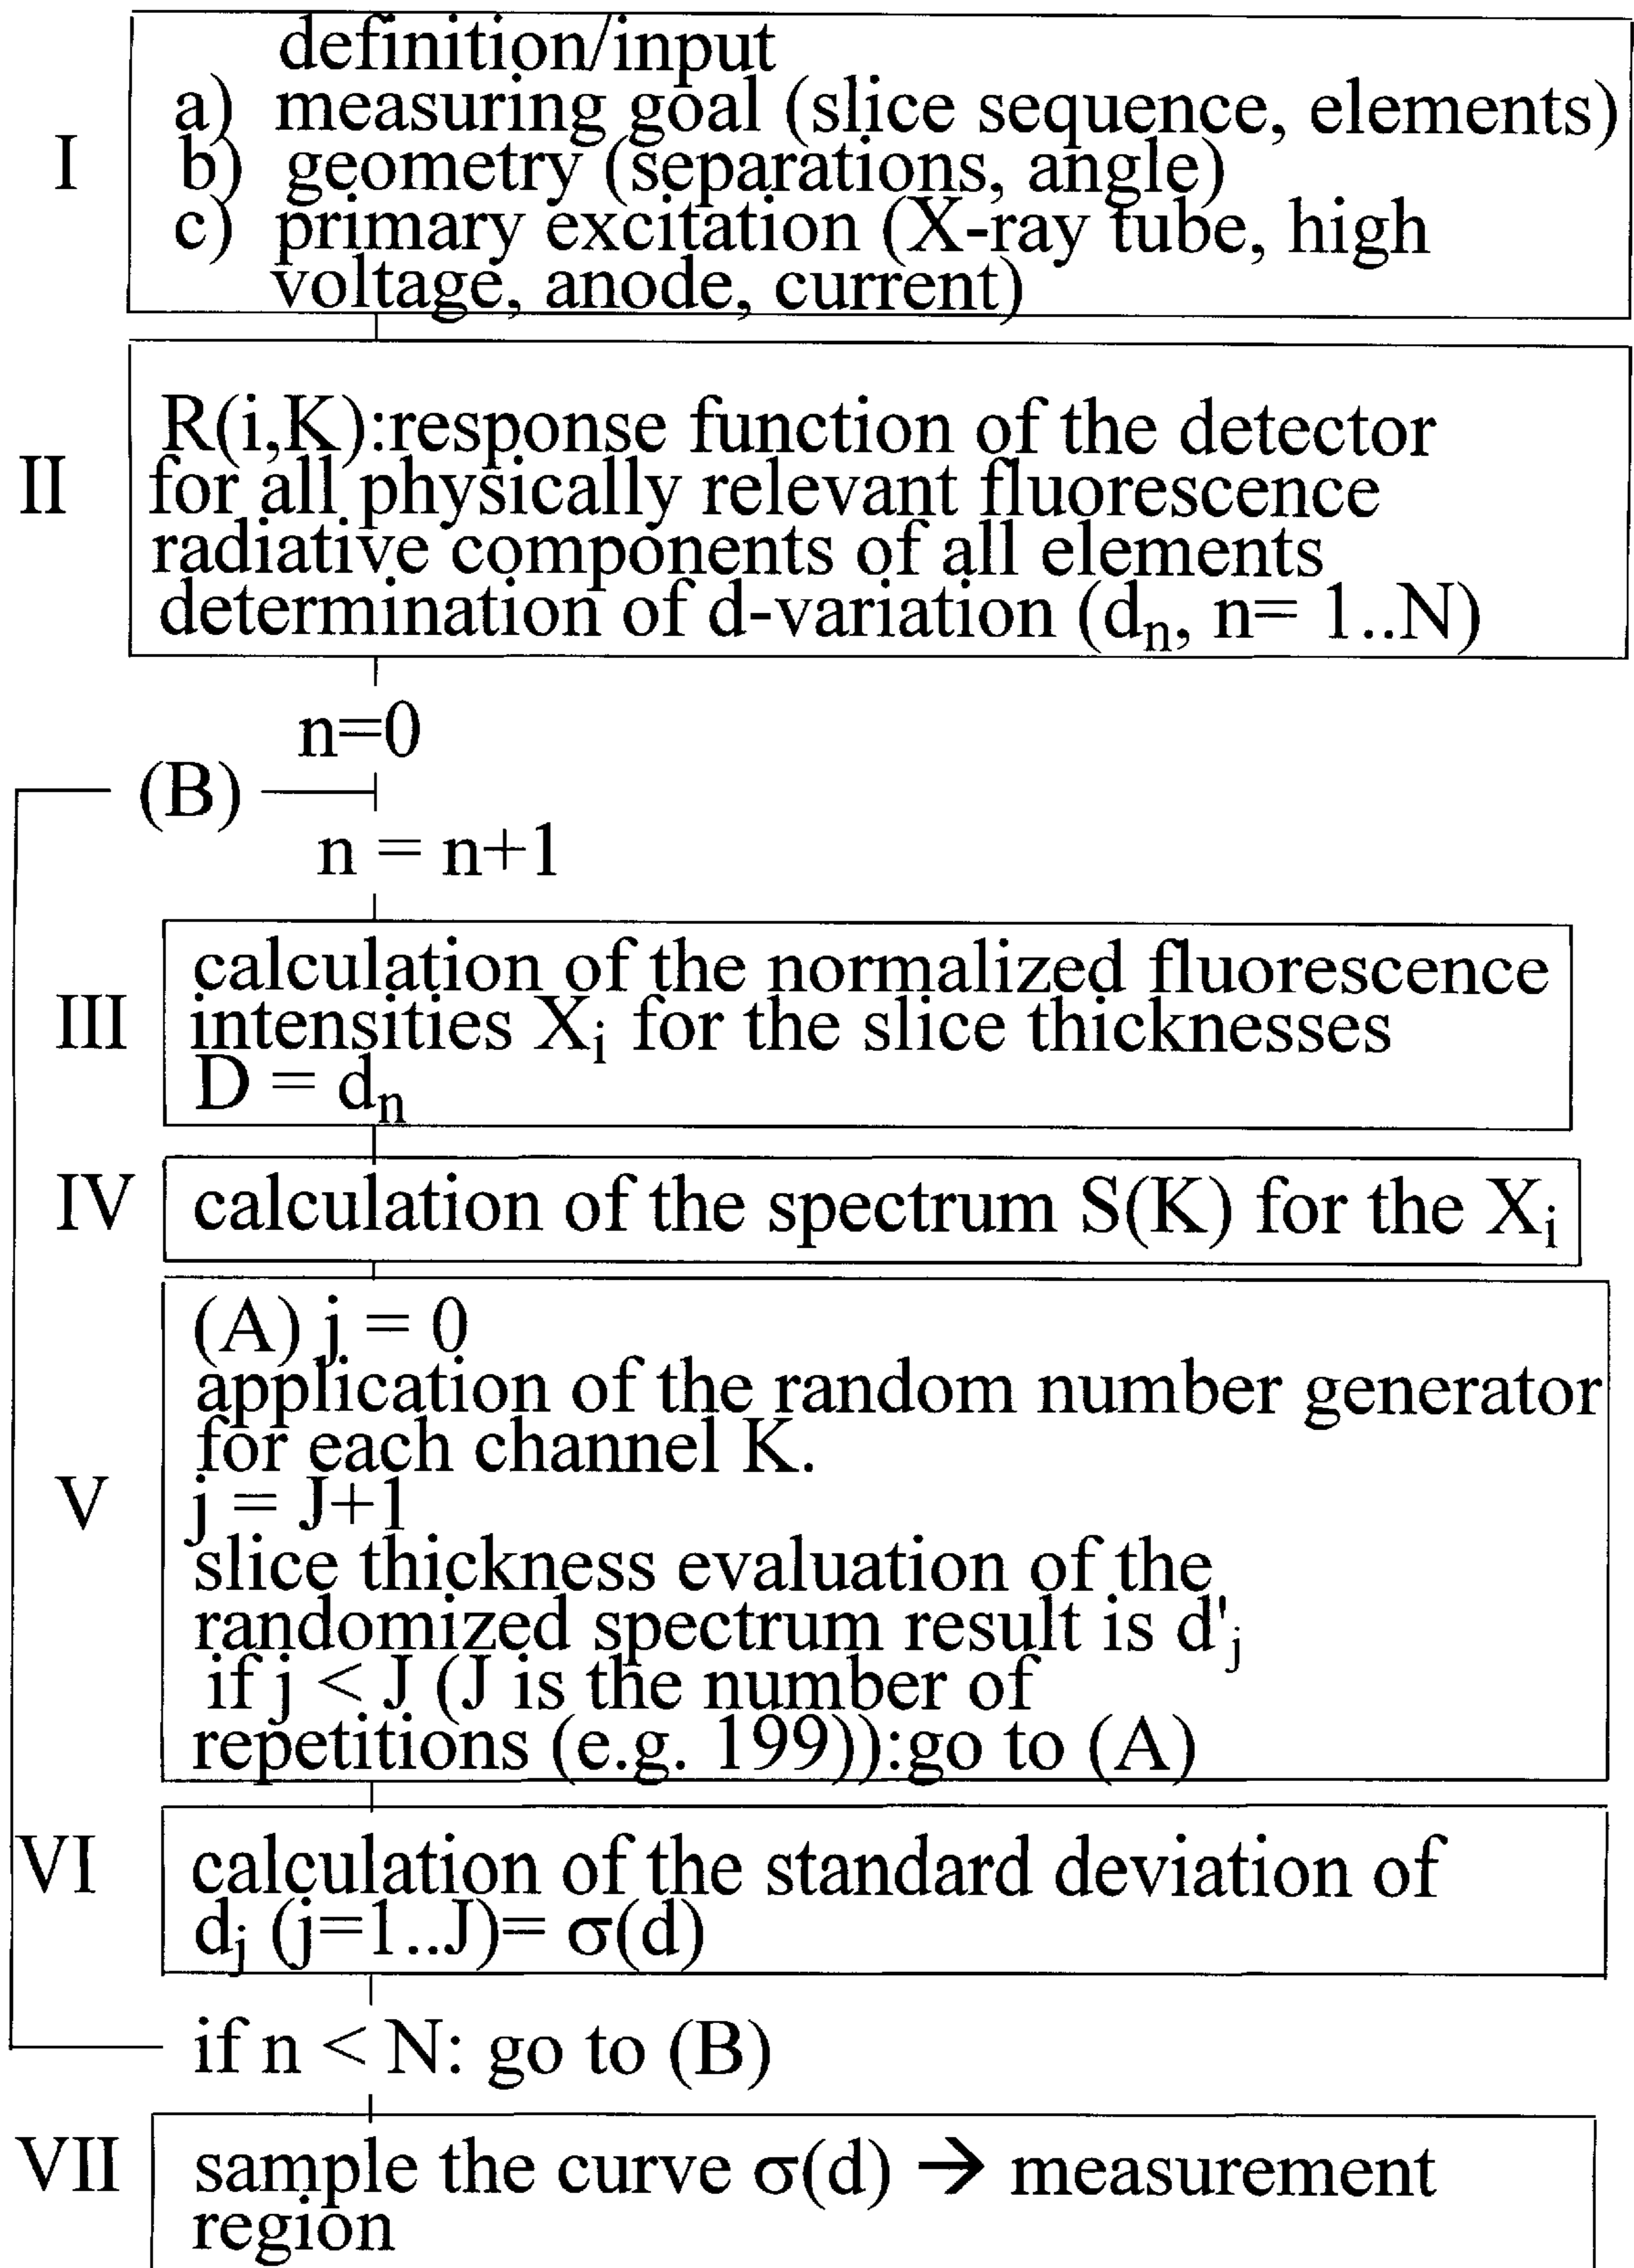 definition/input
a) measuring goal (slice sequence, elements)
I
b) geometry (separations, angle)
c) primary excitation (X-ray tube, high
voltage, anode, current)
R(i,K):response function of the detector
II
for all physically relevant fluorescence
radiative components of all elements
determination of d-variation (dₙ, n= 1..N)
n=0
(B)
n = n+1
calculation of the normalized fluorescence
III
intensities Xᵢ for the slice thicknesses
D = dₙ
IV
calculation of the spectrum S(K) for the Xᵢ
(A) j = 0
application of the random number generator
for each channel K.
V
j = J+1
slice thickness evaluation of the
randomized spectrum result is d'ⱼ
if j < J (J is the number of
repetitions (e.g. 199)):go to (A)
VI
calculation of the standard deviation of
dⱼ (j=1..J)= σ(d)
if n < N: go to (B)
VII
sample the curve σ(d) → measurement
region